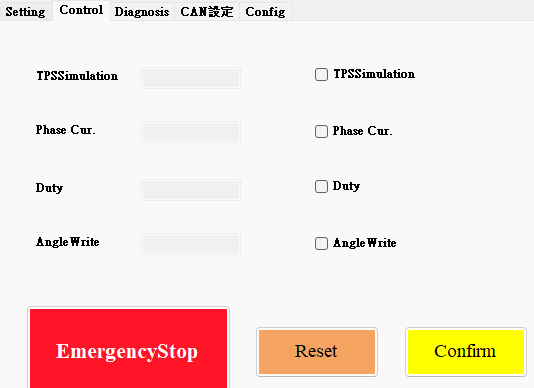 Setting Control Diagnosis CAN設定 Config
TPSSimulation TPSSimulation
Phase Cur. Phase Cur.
Duty Duty
AngleWrite AngleWrite
EmergencyStop Reset Confirm